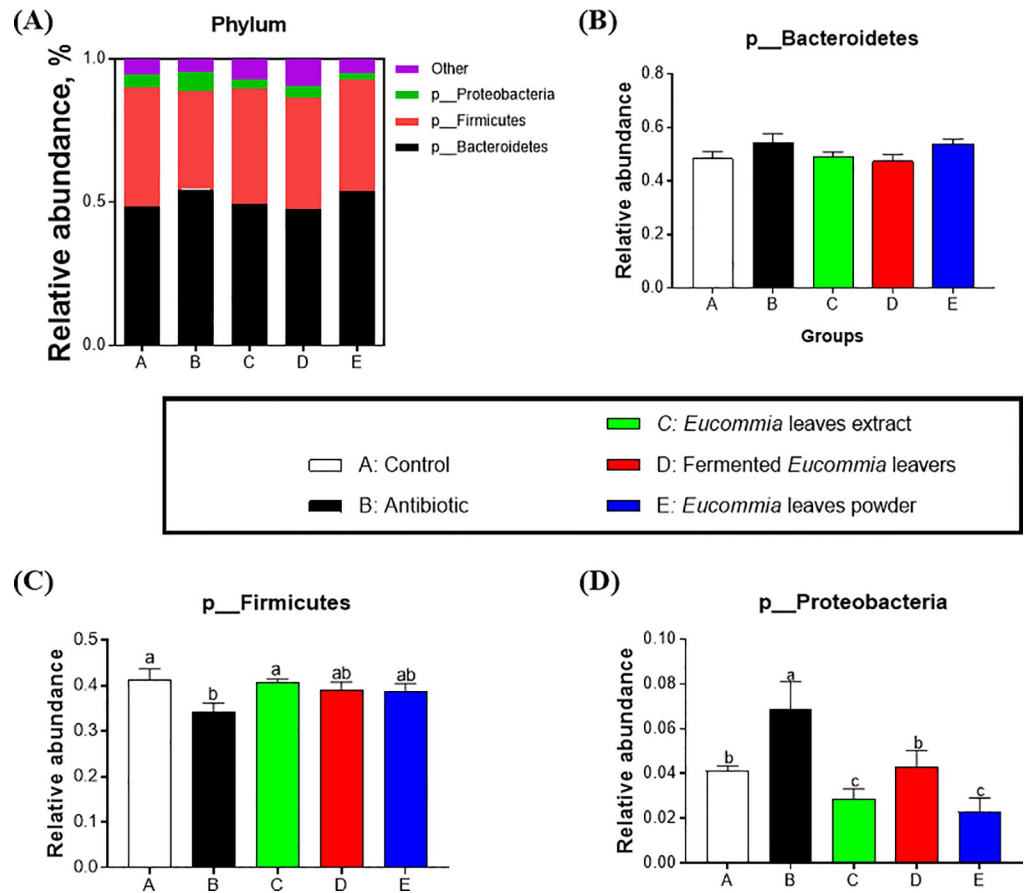 (A)
Phylum
Relative abundance, %
1.0
0.5
0.0
A B C D E
Other
p__Proteobacteria
p__Firmicutes
p__Bacteroidetes
(B)
p__Bacteroidetes
Relative abundance
0.8
0.6
0.4
0.2
0.0
A B C D E
Groups
A: Control
B: Antibiotic
C: Eucommia leaves extract
D: Fermented Eucommia leavers
E: Eucommia leaves powder
(C)
p__Firmicutes
Relative abundance
0.5
0.4
0.3
0.2
0.1
0.0
a b a ab ab
A B C D E
(D)
p__Proteobacteria
Relative abundance
0.10
0.08
0.06
0.04
0.02
0.00
b a c b c
A B C D E